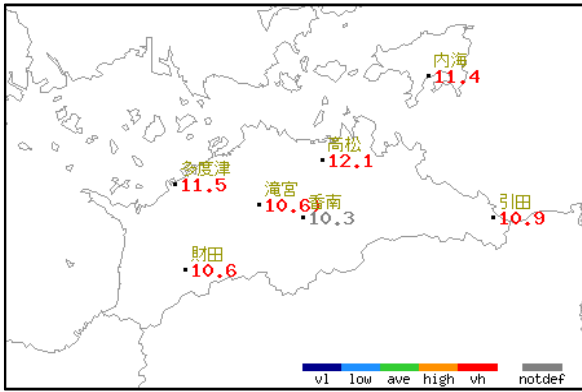 内海
11.4
高松
12.1
多度津
11.5
滝宮
10.6)
香南
10.3
引田
10.9
財田
10.6
vl low ave high vh notdef